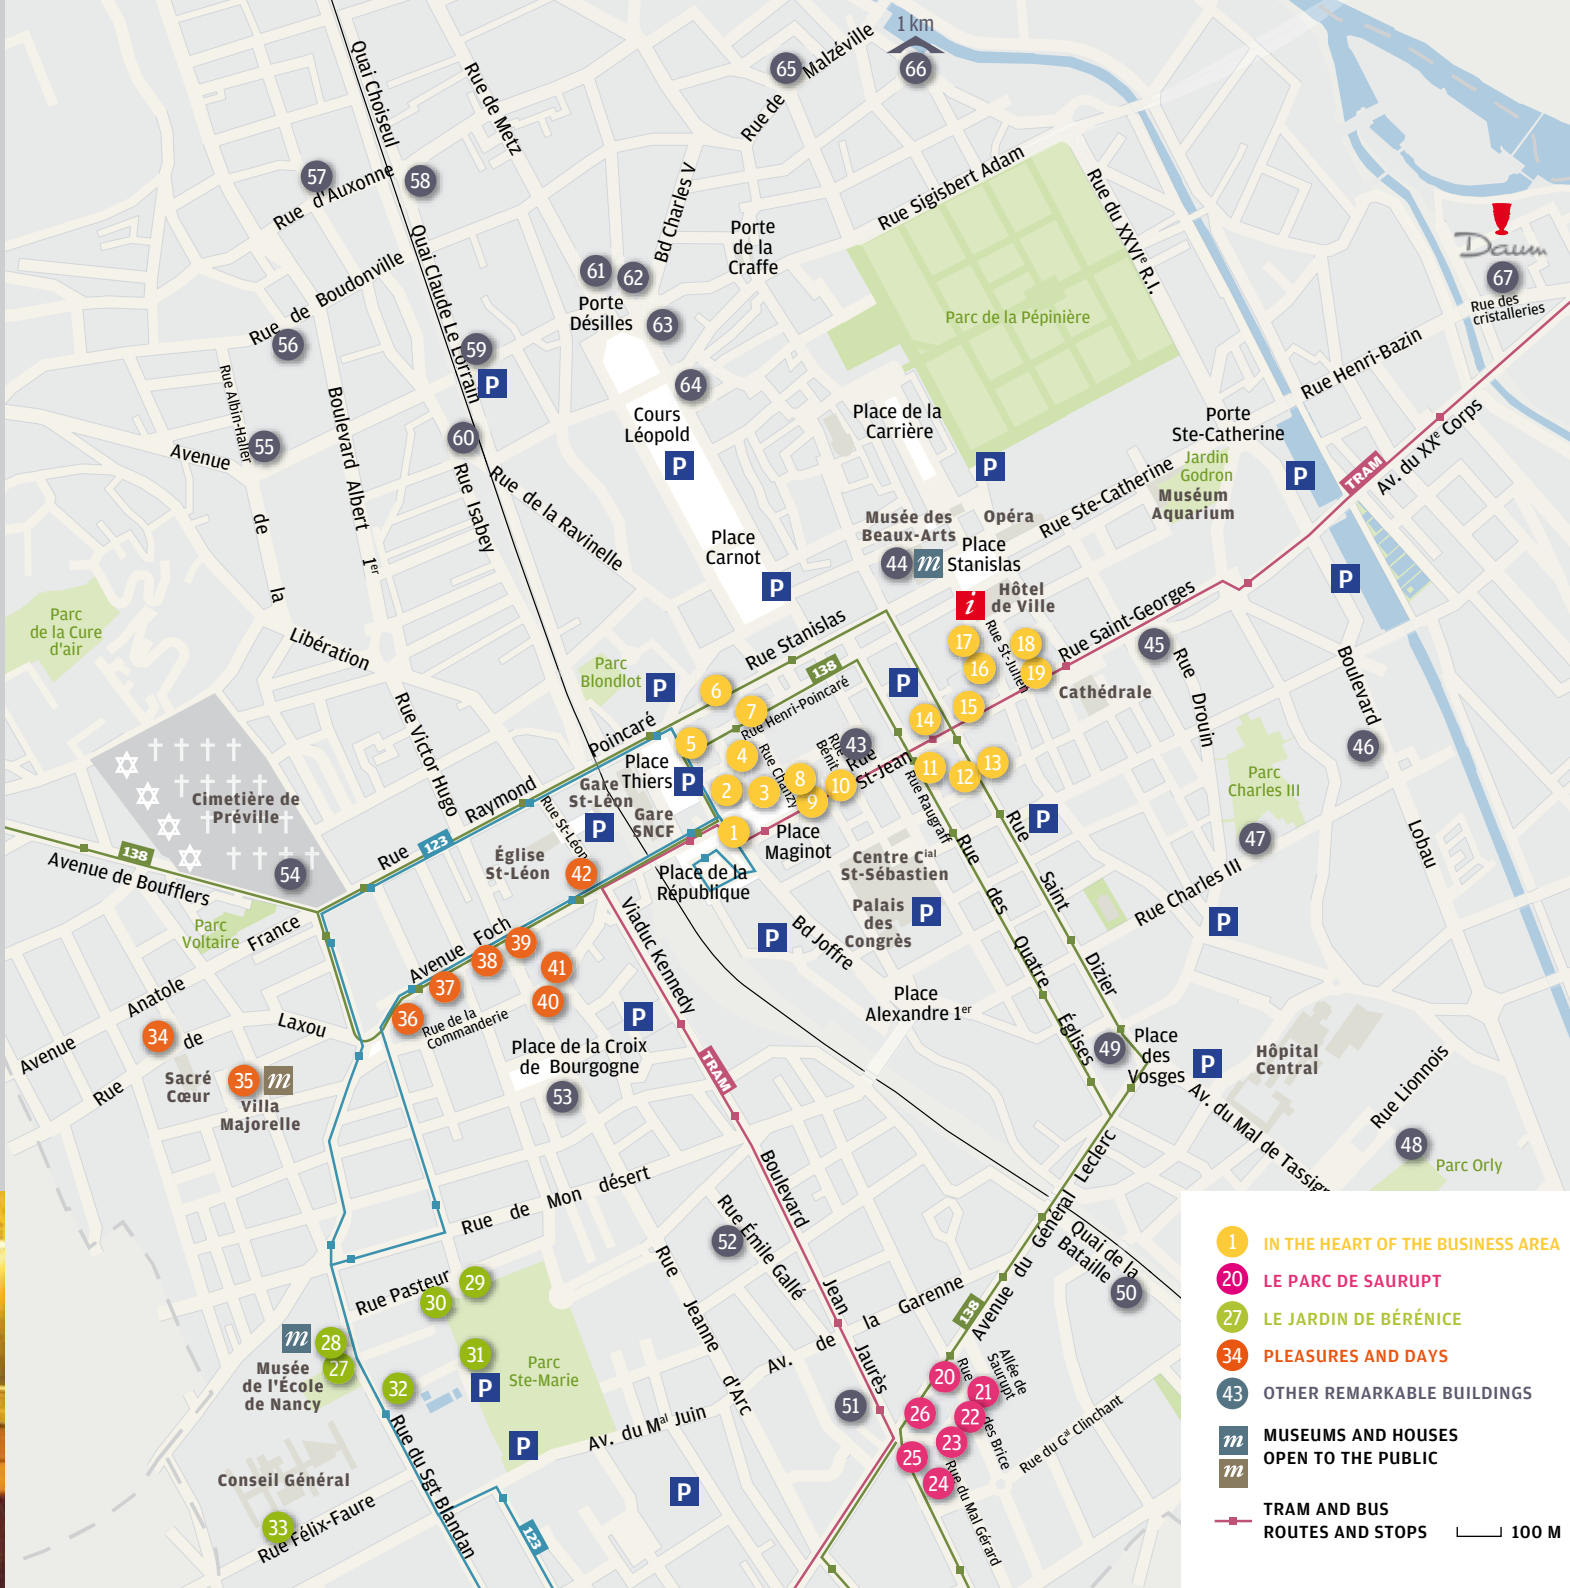 1 km
65
Rue de Malzéville
66
Quai Choiseul
Rue de Metz
57
Rue d'Auxonne
58
Rue Sigisbert Adam
Rue du XXVIe R.I.
Bd Charles V
Porte
de la
Craffe
Daum
67
Rue des
cristalleries
Quai Claude Le Lorrain
Rue de Boudonville
56
61
62
Porte
Désilles
63
59
P
64
Parc de la Pépinière
Rue Henri-Bazin
Rue Albin-Haller
55
Avenue de la Libération
Boulevard Albert 1er
60
Rue Isabey
Rue de la Ravinelle
Cours
Léopold
P
Place de la
Carrière
P
Porte
Ste-Catherine
Jardin
Godron
Muséum
Aquarium
P
TRAM
Av. du XXe Corps
Rue Ste-Catherine
Musée des
Beaux-Arts
Opéra
44
m
Place
Stanislas
Place
Carnot
P
P
i
Hôtel
de Ville
Parc
de la Cure
d'air
Rue Stanislas
138
17
18
16
19
Rue St-Julien
Rue Saint-Georges
45
Cathédrale
Rue Drouin
Boulevard Lobau
46
Parc
Blondlot
P
6
7
Rue Henri-Poincaré
P
15
14
Rue Victor Hugo
Rue Raymond Poincaré
123
5
Place
Thiers
P
4
Rue Chanzy
Rue Bénit
43
Rue St-Jean
2
3
8
9
10
11
12
13
Rue Raugraff
Parc
Charles III
47
Rue Charles III
P
Cimetière de
Préville
Gare
St-Léon
Gare
SNCF
Rue St-Léon
P
1
Place
Maginot
P
138
Avenue de Boufflers
54
Église
St-Léon
42
Place de la
République
Centre Cial
St-Sébastien
Palais
des
Congrès
P
Rue des Quatre Églises
Rue Saint Dizier
Parc
Voltaire
Avenue Anatole France
Avenue Foch
39
38
41
37
40
36
Rue de la
Commanderie
Viaduc Kennedy
P
Bd Joffre
Place
Alexandre 1er
34
Rue de Laxou
Sacré
Cœur
35
m
Villa
Majorelle
P
Place de la Croix
de Bourgogne
53
TRAM
49
Place
des
Vosges
P
Hôpital
Central
Rue Lionnois
48
Parc Orly
Av. du Mal de Tassign
Rue de Mon désert
Rue Émile Gallé
52
Boulevard Jean Jaurès
Avenue du Général Leclerc
Quai de la
Bataille
50
138
Rue Pasteur
29
30
m
28
27
Musée
de l'École
de Nancy
31
P
Parc
Ste-Marie
32
Rue Jeanne d'Arc
Av. de la Garenne
51
20
Rue des Brice
Allée de
Saurupt
21
26
22
23
25
24
Rue du Gal Clinchant
Rue du Mal Gérard
Av. du Mal Juin
P
P
Conseil Général
33
Rue Félix-Faure
Rue du Sgt Blandan
123
1 IN THE HEART OF THE BUSINESS AREA
20 LE PARC DE SAURUPT
27 LE JARDIN DE BÉRÉNICE
34 PLEASURES AND DAYS
43 OTHER REMARKABLE BUILDINGS
m MUSEUMS AND HOUSES
m OPEN TO THE PUBLIC
TRAM AND BUS
ROUTES AND STOPS 100 M